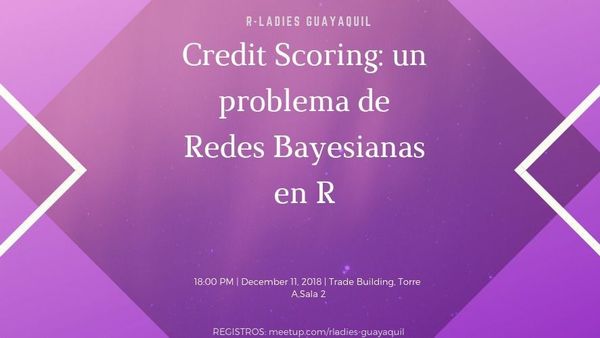 R-LADIES GUAYAQUIL
Credit Scoring: un
problema de
Redes Bayesianas
en R
18:00 PM | December 11, 2018 | Trade Building, Torre
A,Sala 2
REGISTROS: meetup.com/rladies-guayaquil